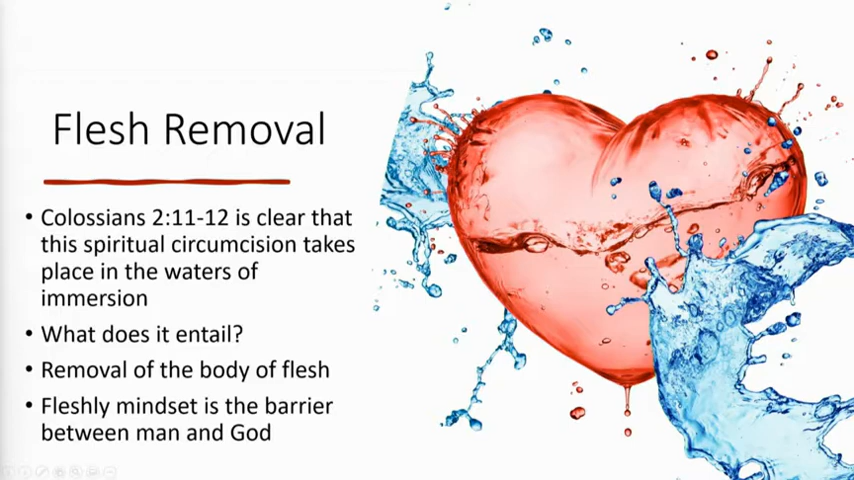 Flesh Removal
• Colossians 2:11-12 is clear that
this spiritual circumcision takes
place in the waters of
immersion
• What does it entail?
• Removal of the body of flesh
• Fleshly mindset is the barrier
between man and God